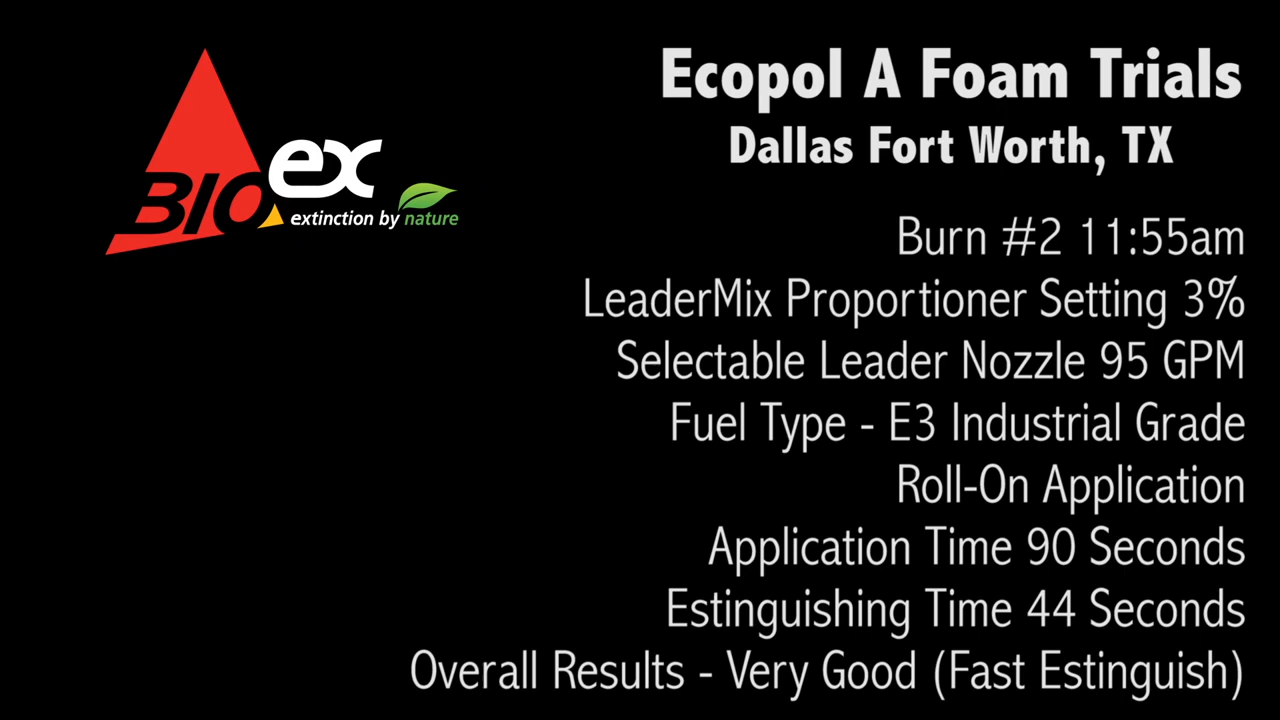 BIO ex
extinction by nature
Ecopol A Foam Trials
Dallas Fort Worth, TX
Burn #2 11:55am
LeaderMix Proportioner Setting 3%
Selectable Leader Nozzle 95 GPM
Fuel Type - E3 Industrial Grade
Roll-On Application
Application Time 90 Seconds
Estinguishing Time 44 Seconds
Overall Results - Very Good (Fast Estinguish)